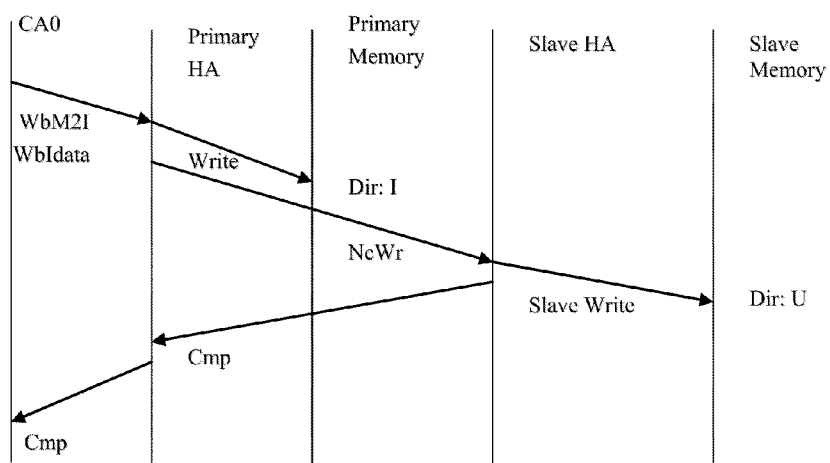 CA0
Primary
HA
Primary
Memory
Slave HA
Slave
Memory
WbM2I
WbIdata
Write
Dir: I
NcWr
Slave Write
Dir: U
Cmp
Cmp